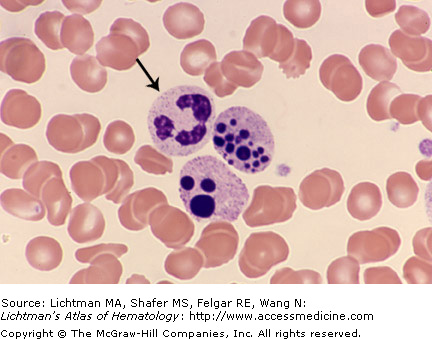 Source: Lichtman MA, Shafer MS, Felgar RE, Wang N:
Lichtman's Atlas of Hematology: http://www.accessmedicine.com
Copyright © The McGraw-Hill Companies, Inc. All rights reserved.